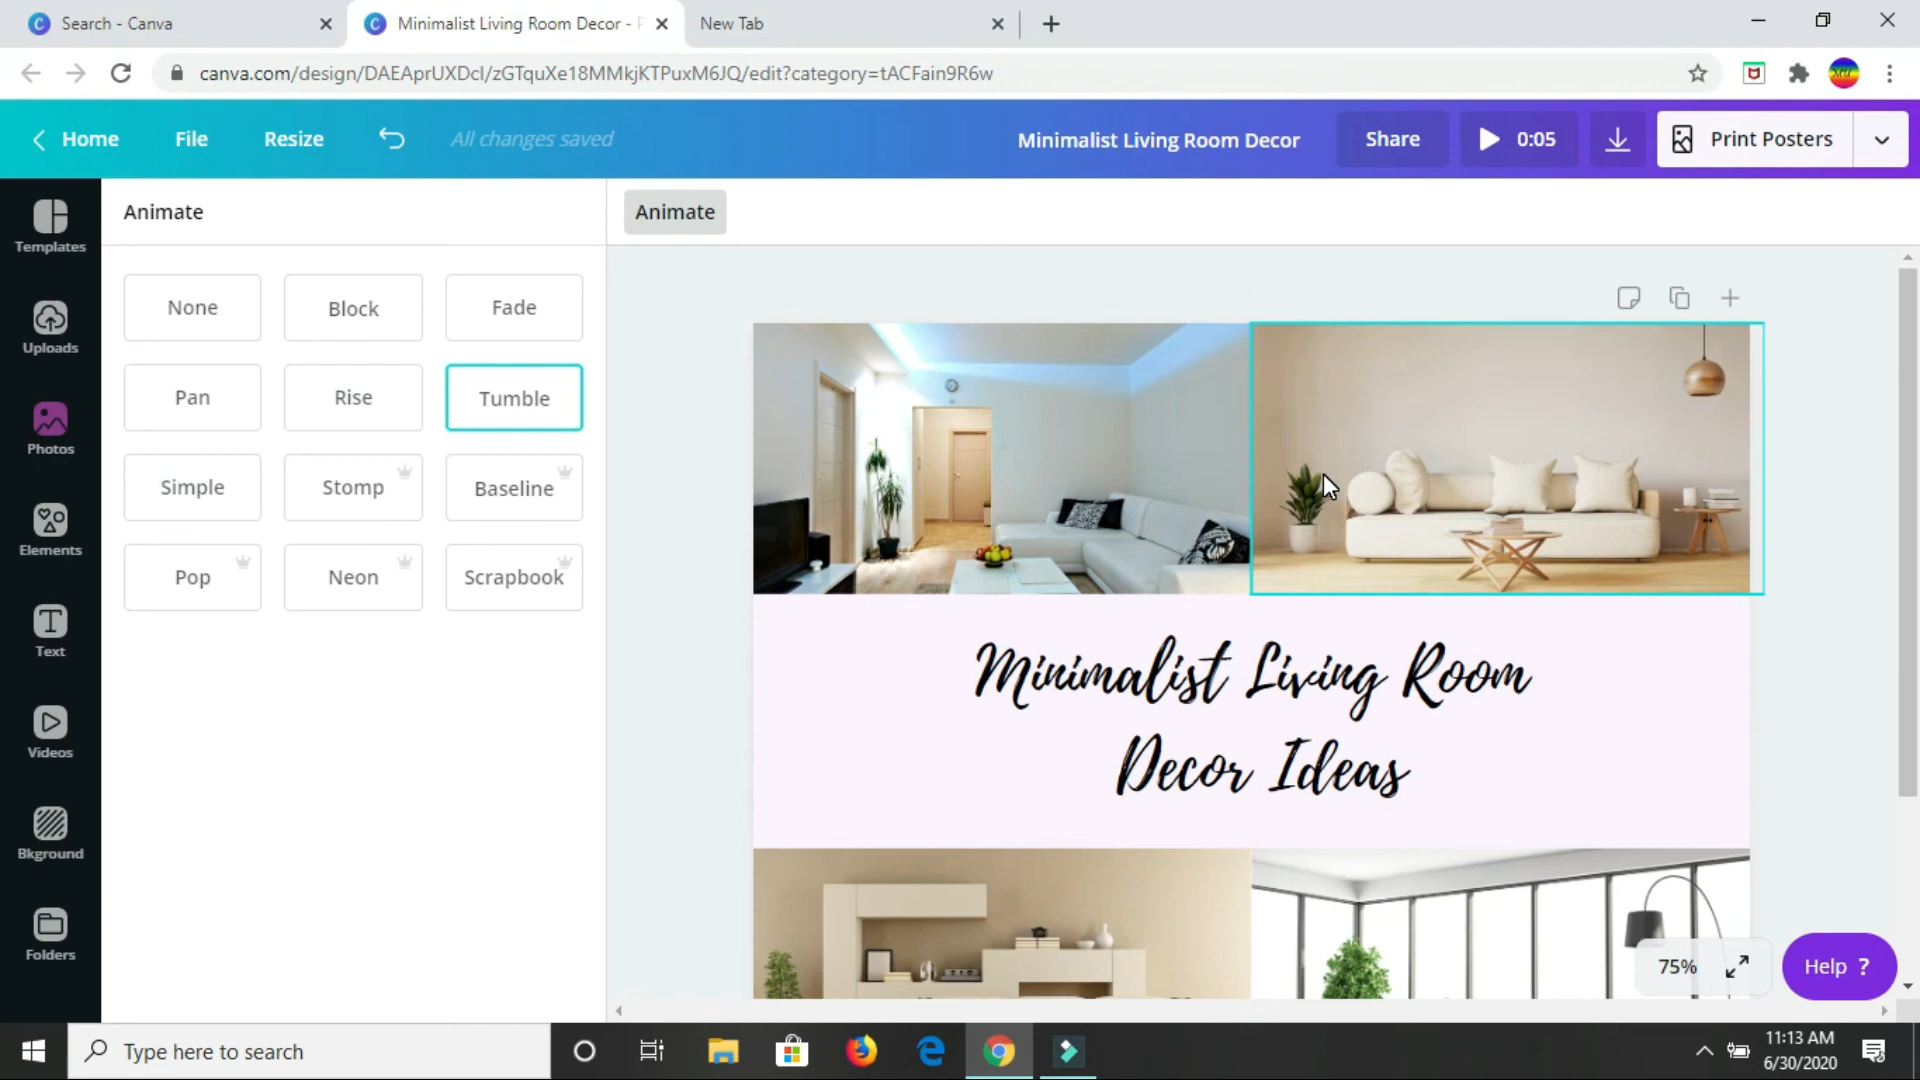 Search - Canva
Minimalist Living Room Decor - P
New Tab
canva.com/design/DAEAprUXDcI/zGTquXe18MMkjKTPuxM6JQ/edit?category=tACFain9R6w
Home
File
Resize
All changes saved
Minimalist Living Room Decor
Share
0:05
Print Posters
Templates
Uploads
Photos
Elements
Text
Videos
Bkground
Folders
Animate
Animate
None
Block
Fade
Pan
Rise
Tumble
Simple
Stomp
Baseline
Pop
Neon
Scrapbook
Minimalist Living Room
Decor Ideas
75%
Help ?
Type here to search
11:13 AM
6/30/2020